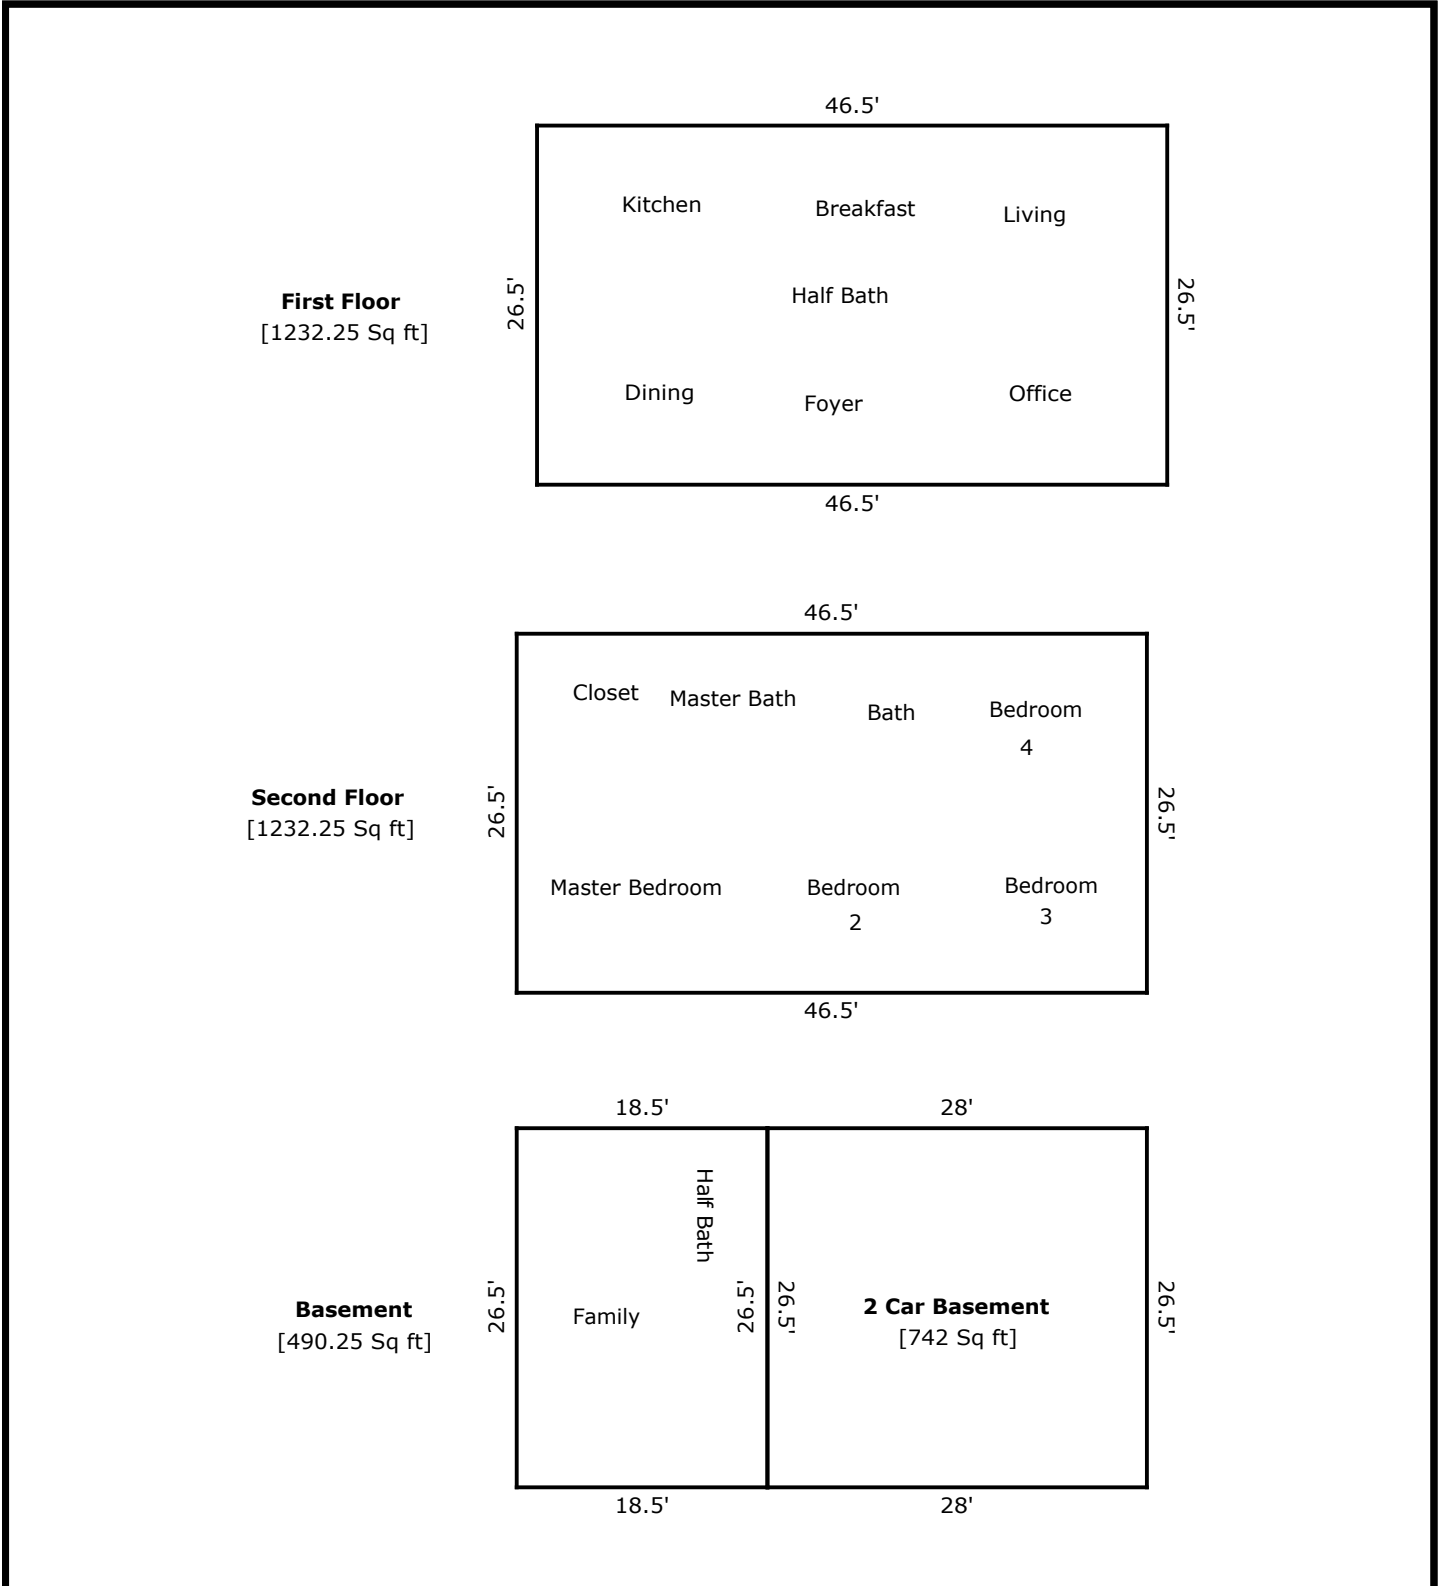 46.5'
Kitchen
Breakfast
Living
First Floor
[1232.25 Sq ft]
26.5'
Half Bath
26.5'
Dining
Foyer
Office
46.5'
46.5'
Closet
Master Bath
Bath
Bedroom
4
Second Floor
[1232.25 Sq ft]
26.5'
26.5'
Master Bedroom
Bedroom
2
Bedroom
3
46.5'
18.5'
28'
Half Bath
Basement
[490.25 Sq ft]
26.5'
Family
26.5'
26.5'
2 Car Basement
[742 Sq ft]
26.5'
18.5'
28'